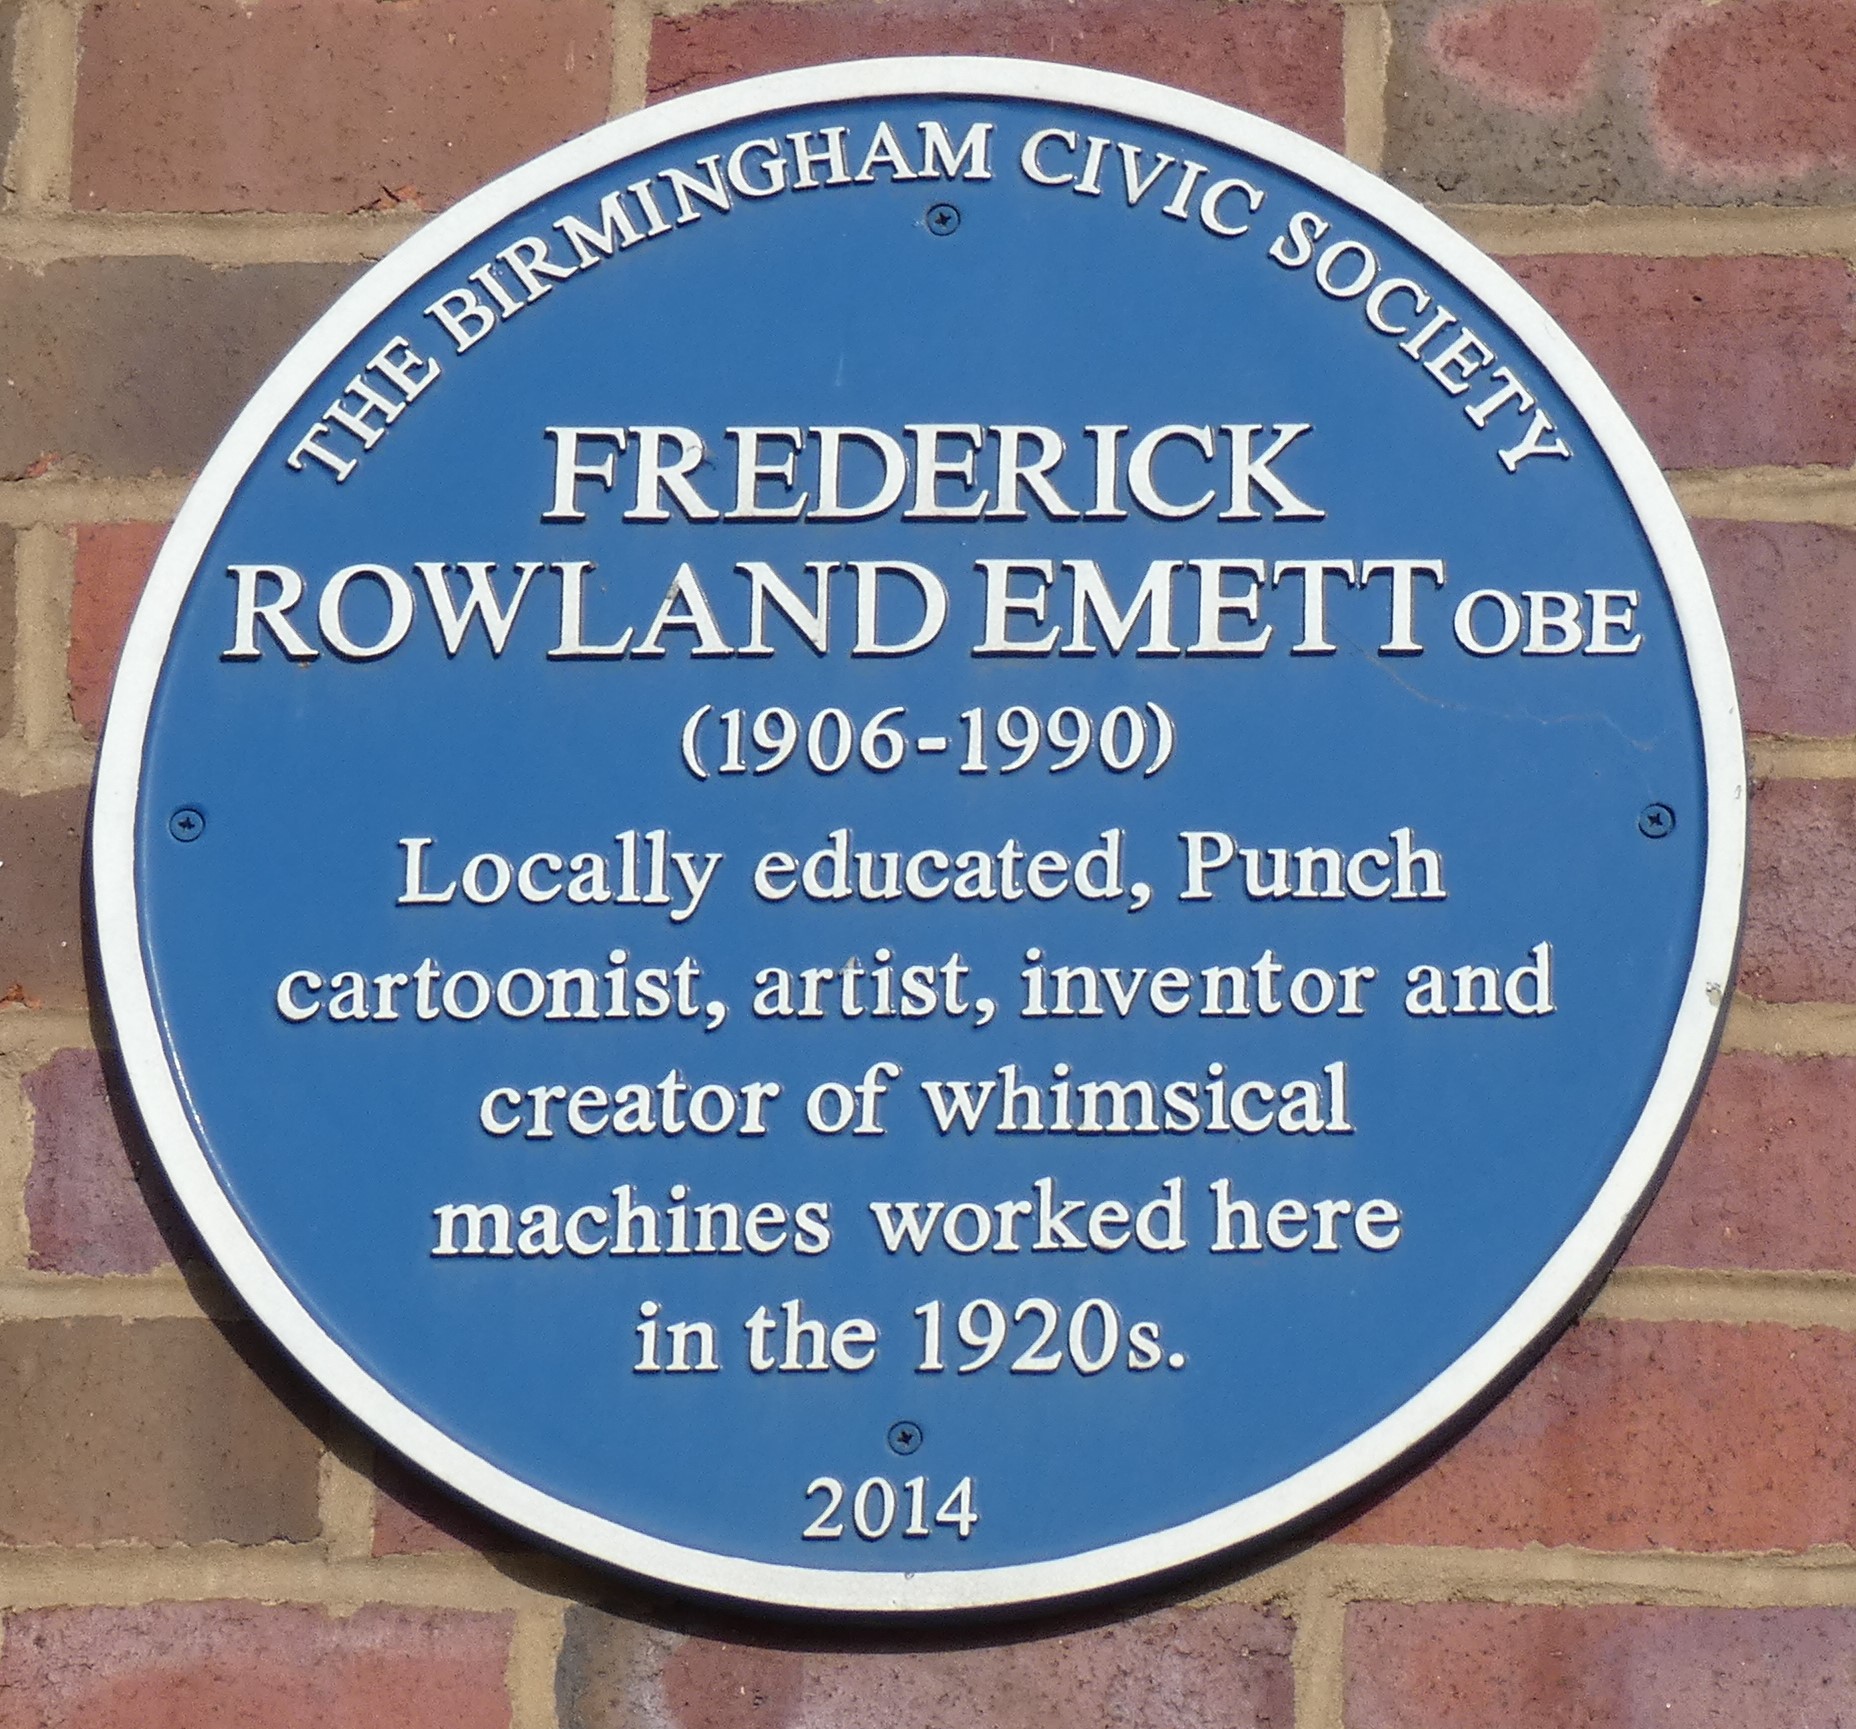 THE BIRMINGHAM CIVIC SOCIETY
FREDERICK
ROWLAND EMETT OBE
(1906-1990)
Locally educated, Punch
cartoonist, artist, inventor and
creator of whimsical
machines worked here
in the 1920s.
2014